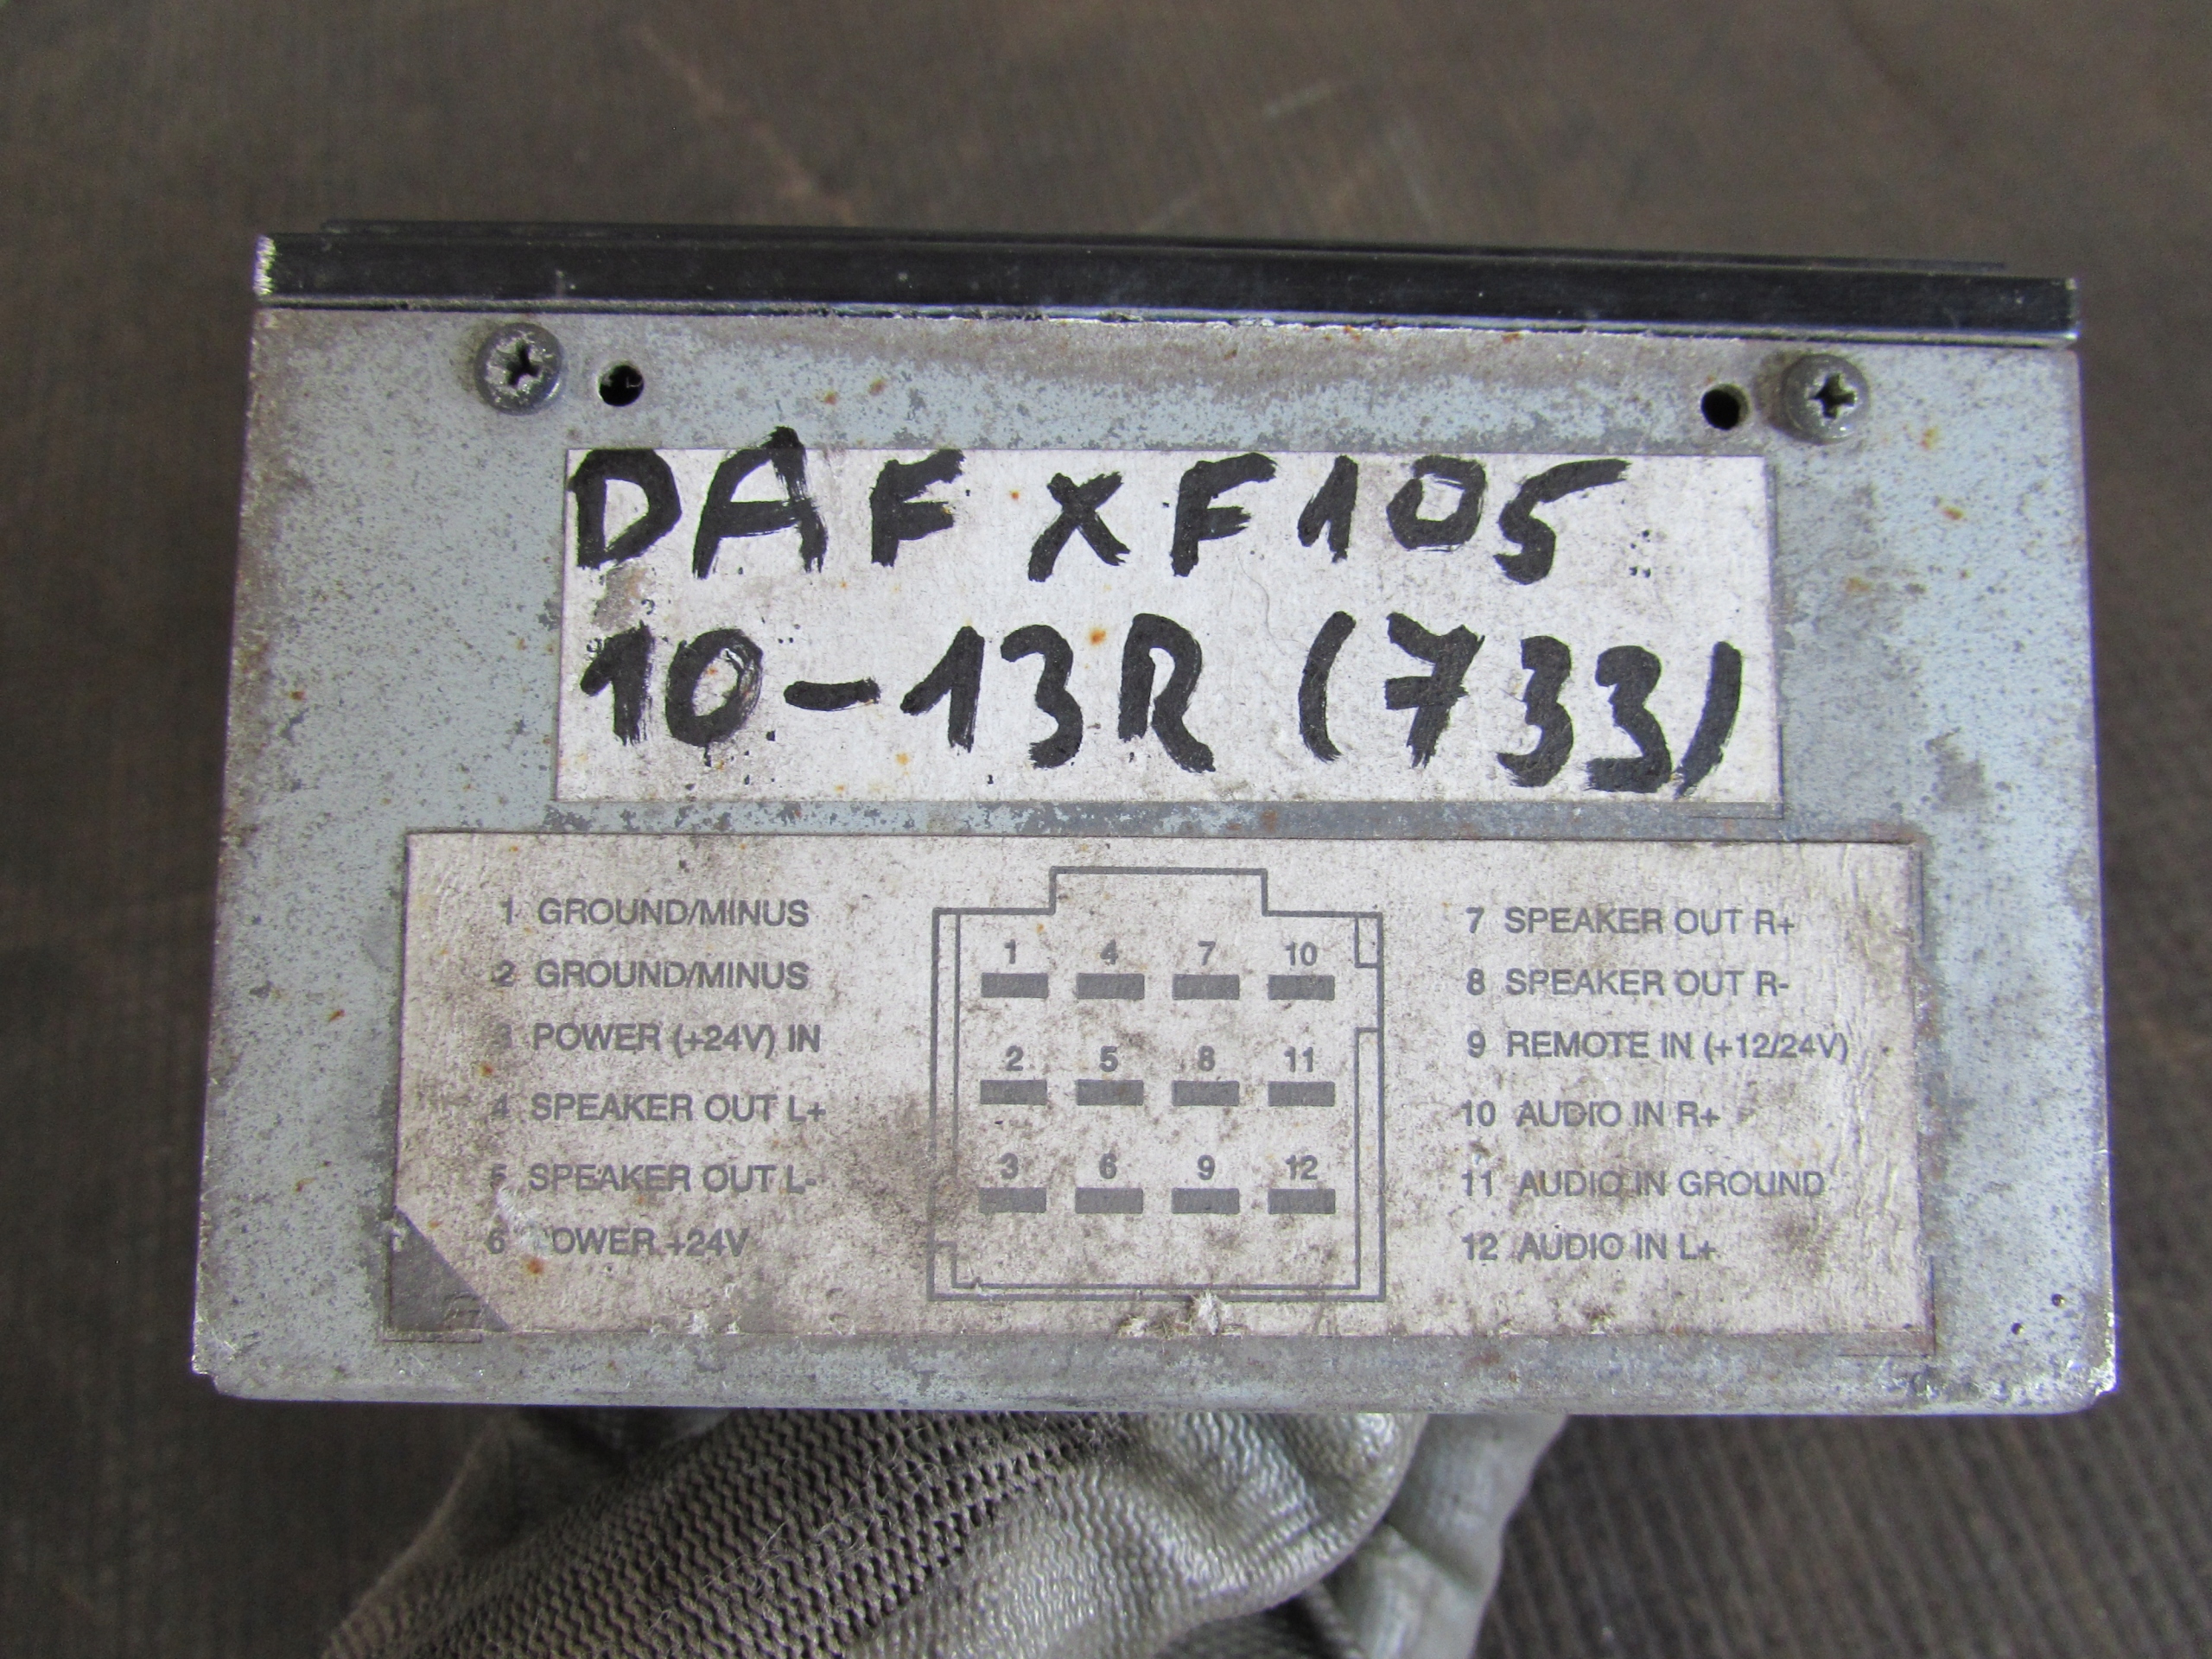 DAF XF105
10-13R (733)
1 GROUND/MINUS
2 GROUND/MINUS
3 POWER (+24V) IN
4 SPEAKER OUT L+
5 SPEAKER OUT L-
6 POWER +24V
1 4 7 10
2 5 8 11
3 6 9 12
7 SPEAKER OUT R+
8 SPEAKER OUT R-
9 REMOTE IN (+12/24V)
10 AUDIO IN R+
11 AUDIO IN GROUND
12 AUDIO IN L+